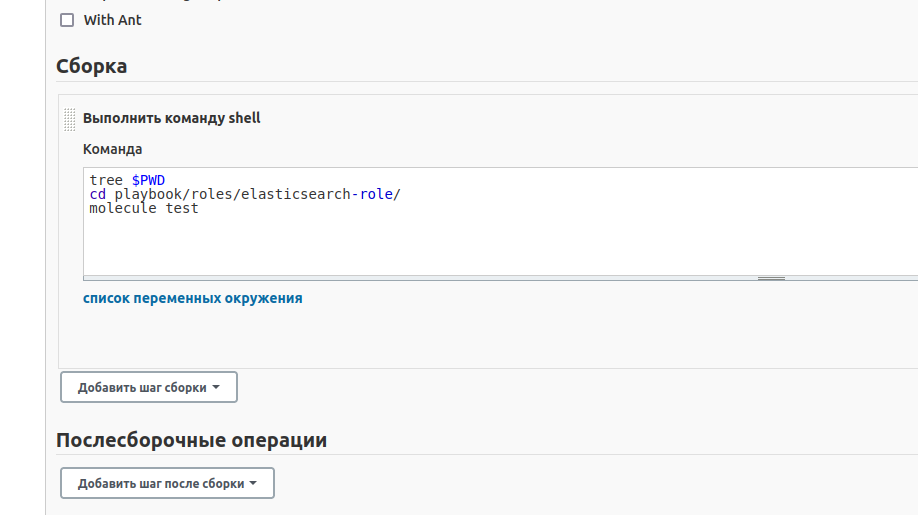 With Ant
Сборка
Выполнить команду shell
Команда
tree $PWD
cd playbook/roles/elasticsearch-role/
molecule test
список переменных окружения
Добавить шаг сборки
Послесборочные операции
Добавить шаг после сборки